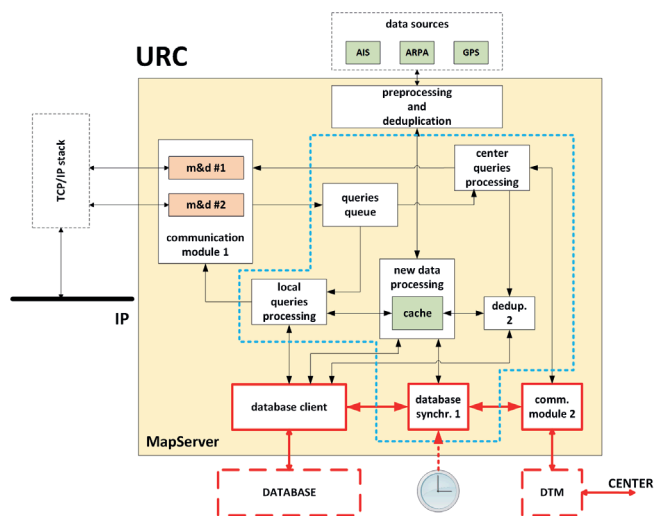 data sources
AIS
ARPA
GPS
URC
preprocessing
and
deduplication
TCP/IP stack
m&d #1
m&d #2
communication
module 1
center
queries
processing
queries
queue
new data
processing
cache
local
queries
processing
dedup.
2
IP
database client
database
synchr. 1
comm.
module 2
MapServer
DATABASE
DTM
CENTER